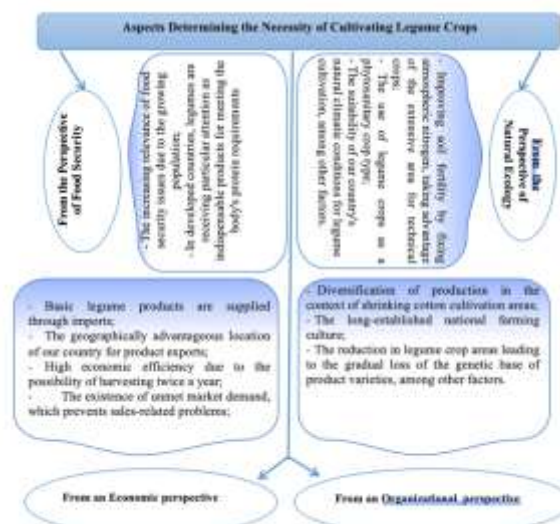 Aspects Determining the Necessity of Cultivating Legume Crops
From the Perspective
of Food Security
- The increasing relevance of food
security issues due to the growing
population;
- In developed countries, legumes are
receiving particular attention as
indispensable products for meeting the
body's protein requirements
- Improving soil fertility by fixing
atmospheric nitrogen, taking advantage
of the extensive area for technical
crops;
- The use of legume crops as a
phytosanitary crop type;
- The suitability of our country's
natural climatic conditions for legume
cultivation, among other factors.
From the
Perspective of
Natural Ecology
- Basic legume products are supplied
through imports;
- The geographically advantageous location
of our country for product exports;
- High economic efficiency due to the
possibility of harvesting twice a year;
- The existence of unmet market demand,
which prevents sales-related problems;
- Diversification of production in the
context of shrinking cotton cultivation areas;
- The long-established national farming
culture;
- The reduction in legume crop areas leading
to the gradual loss of the genetic base of
product varieties, among other factors.
From an Economic perspective
From an Organizational perspective